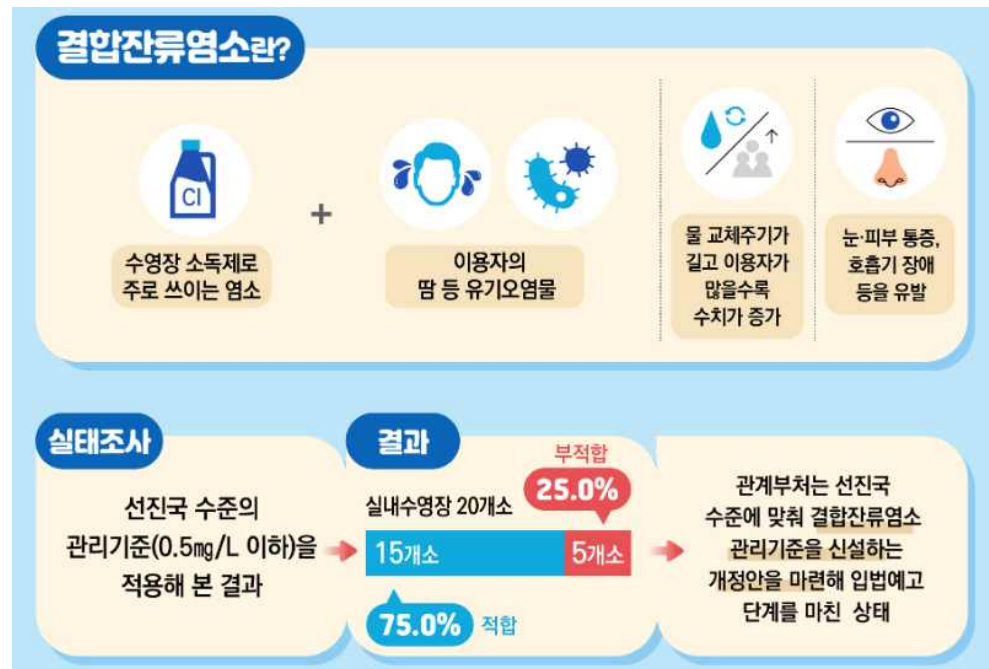 결합잔류염소란?
Cl
+
수영장 소독제로
주로 쓰이는 염소
이용자의
땀 등 유기오염물
물 교체주기가
길고 이용자가
많을수록
수치가 증가
눈·피부 통증,
호흡기 장애
등을 유발
실태조사
선진국 수준의
관리기준(0.5㎎/L 이하)을
적용해 본 결과
결과
부적합
25.0%
실내수영장 20개소
15개소
5개소
75.0% 적합
관계부처는 선진국
수준에 맞춰 결합잔류염소
관리기준을 신설하는
개정안을 마련해 입법예고
단계를 마친 상태